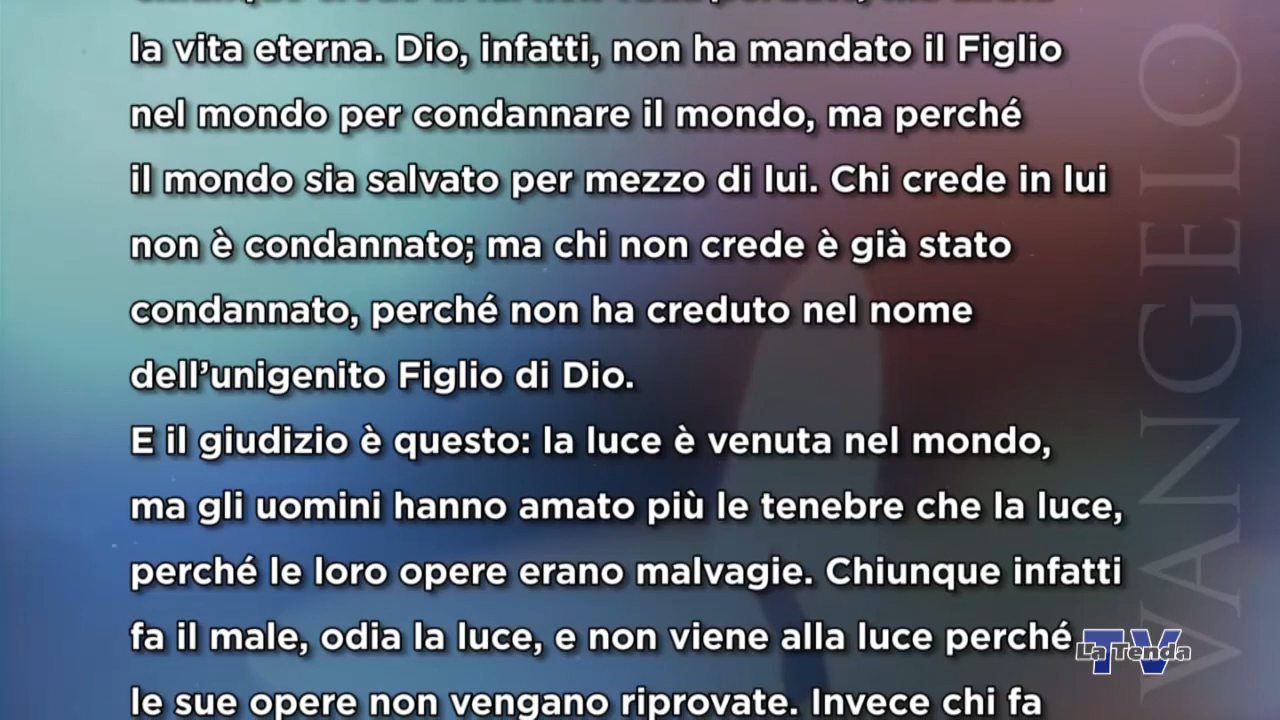 la vita eterna. Dio, infatti, non ha mandato il Figlio
nel mondo per condannare il mondo, ma perché
il mondo sia salvato per mezzo di lui. Chi crede in lui
non è condannato; ma chi non crede è già stato
condannato, perché non ha creduto nel nome
dell’unigenito Figlio di Dio.
E il giudizio è questo: la luce è venuta nel mondo,
ma gli uomini hanno amato più le tenebre che la luce,
perché le loro opere erano malvagie. Chiunque infatti
fa il male, odia la luce, e non viene alla luce perché
le sue opere non vengano riprovate. Invece chi fa
VANGELO
TV
La Tenda